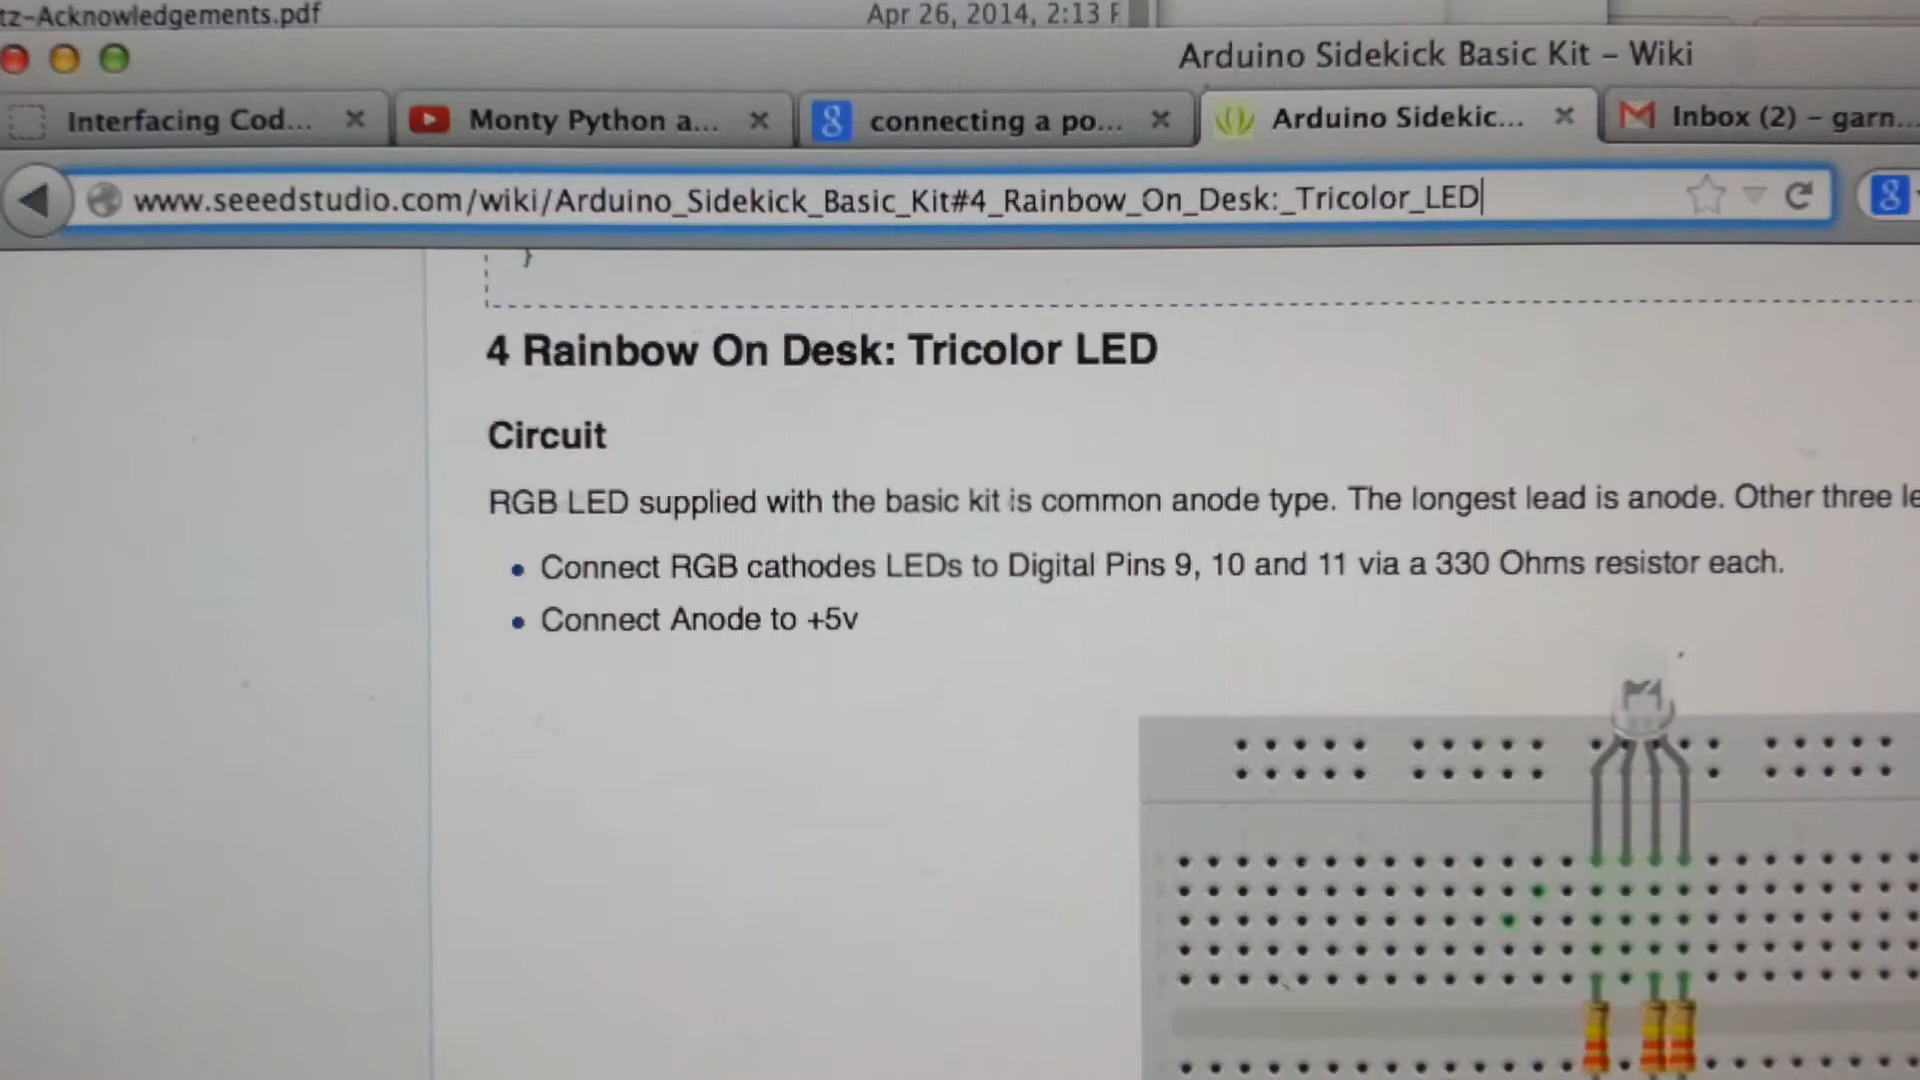 tz-Acknowledgements.pdf Apr 26, 2014, 2:13
Arduino Sidekick Basic Kit – Wiki
Interfacing Cod... Monty Python a... connecting a po... Arduino Sidekic... Inbox (2) – garn...
www.seeedstudio.com/wiki/Arduino_Sidekick_Basic_Kit#4_Rainbow_On_Desk:_Tricolor_LED
}
4 Rainbow On Desk: Tricolor LED
Circuit
RGB LED supplied with the basic kit is common anode type. The longest lead is anode. Other three le
Connect RGB cathodes LEDs to Digital Pins 9, 10 and 11 via a 330 Ohms resistor each.
Connect Anode to +5v